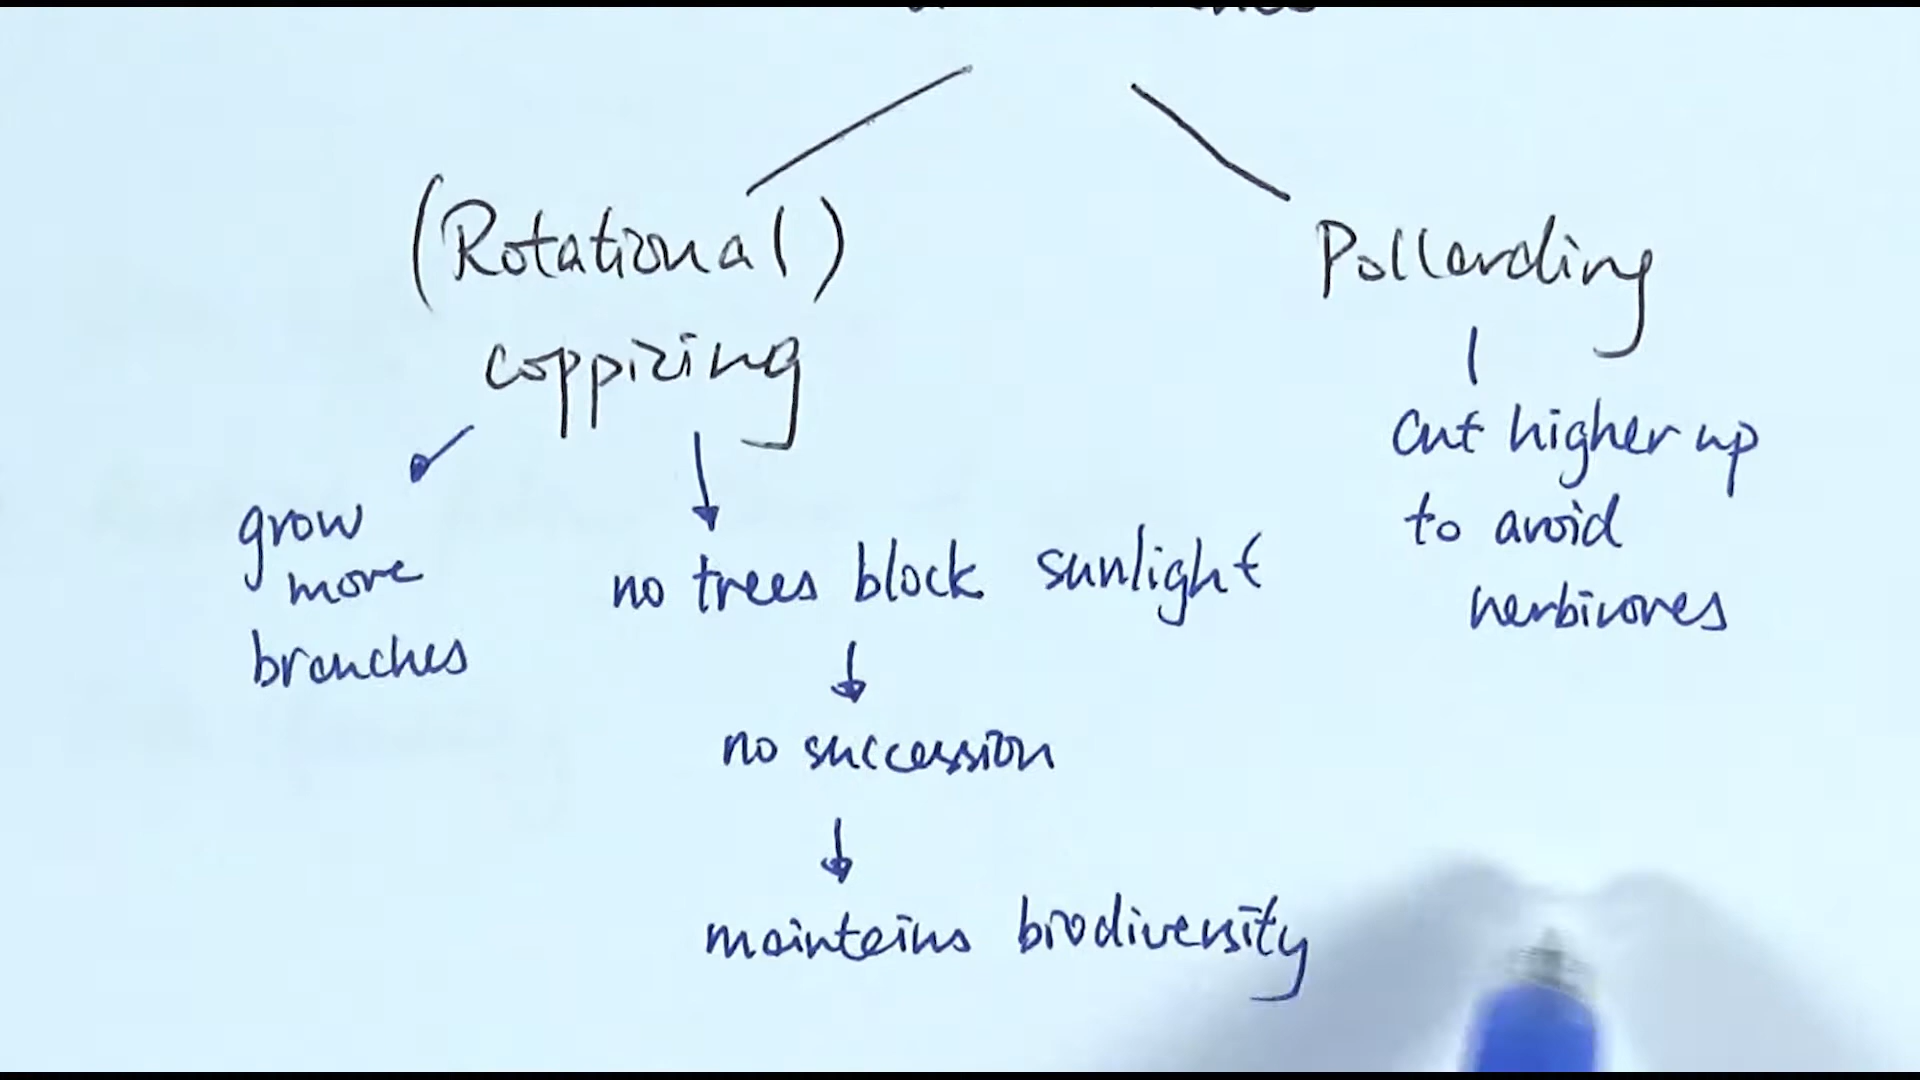 (Rotational)
coppizing
grow
more
branches
no trees block sunlight
no succession
maintains biodiversity
Pollarding
cut higher up
to avoid
herbivores